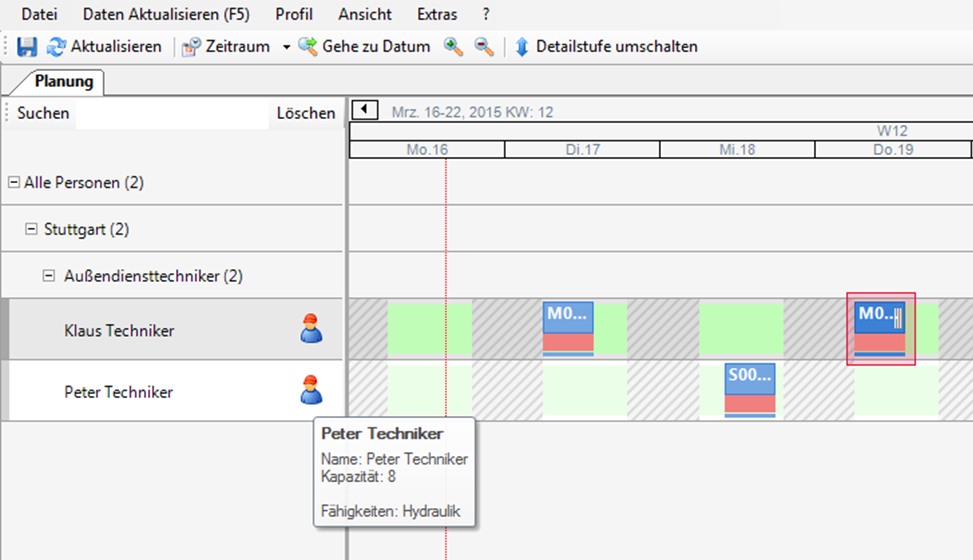 Datei Daten Aktualisieren (F5) Profil Ansicht Extras ?
Aktualisieren Zeitraum Gehe zu Datum Detailstufe umschalten
Planung
Suchen Löschen Mrz. 16-22, 2015 KW: 12
W12
Mo.16 Di.17 Mi.18 Do.19
Alle Personen (2)
Stuttgart (2)
Außendiensttechniker (2)
Klaus Techniker M0... M0..
Peter Techniker S00...
Peter Techniker
Name: Peter Techniker
Kapazität: 8
Fähigkeiten: Hydraulik